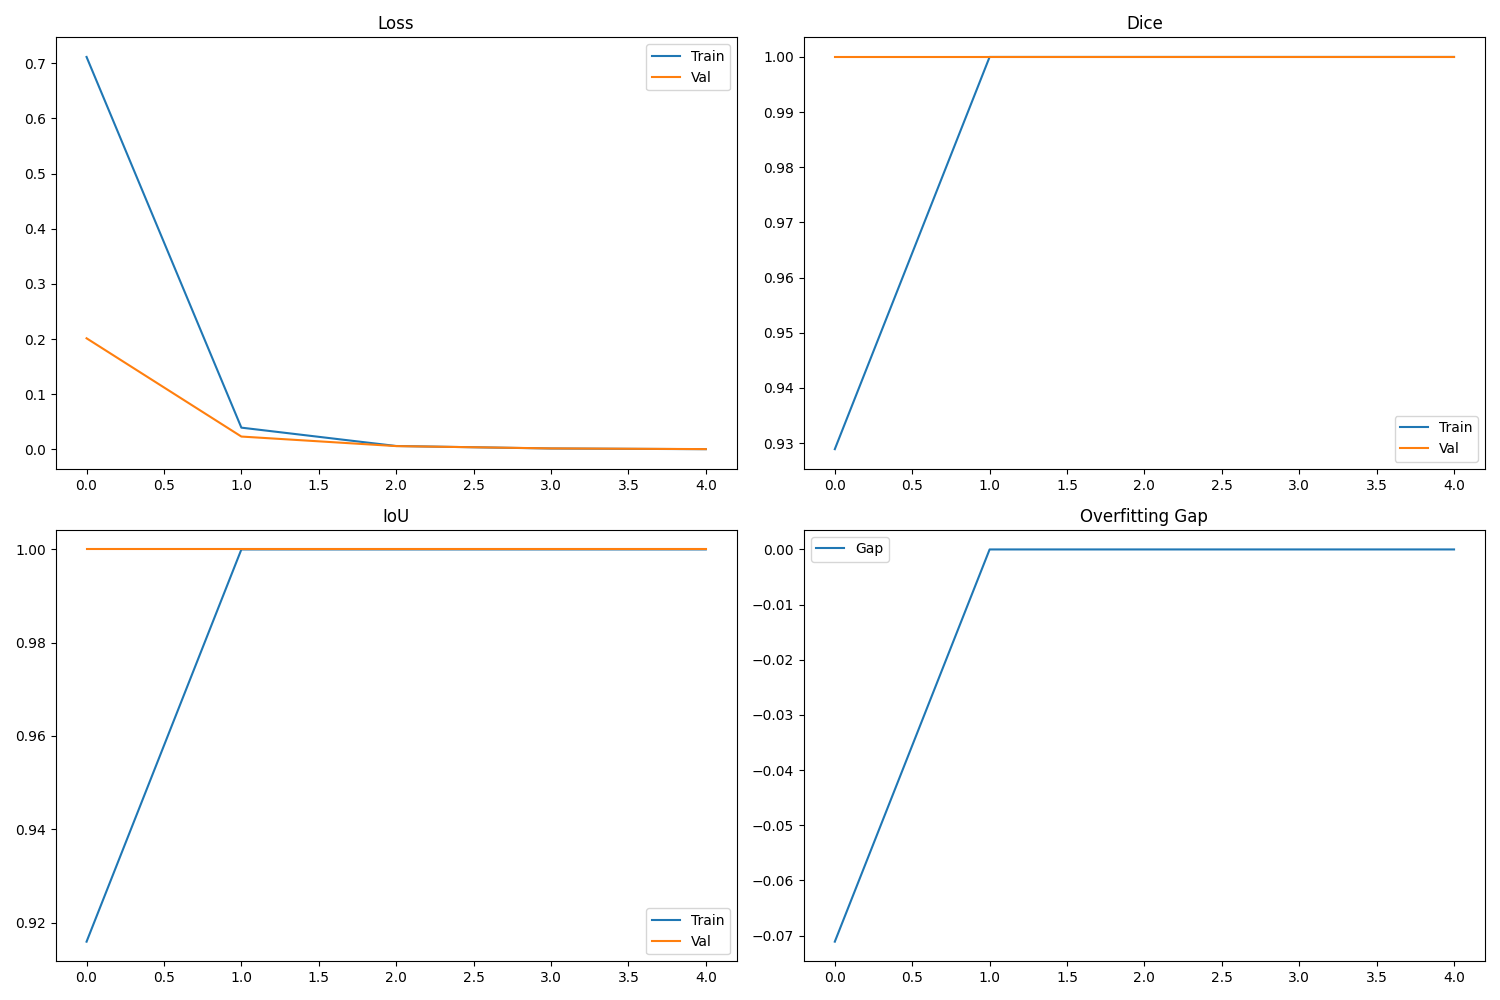 Loss
0.7
0.6
0.5
0.4
0.3
0.2
0.1
0.0
0.0 0.5 1.0 1.5 2.0 2.5 3.0 3.5 4.0
Train
Val
Dice
1.00
0.99
0.98
0.97
0.96
0.95
0.94
0.93
0.0 0.5 1.0 1.5 2.0 2.5 3.0 3.5 4.0
Train
Val
IoU
1.00
0.98
0.96
0.94
0.92
0.0 0.5 1.0 1.5 2.0 2.5 3.0 3.5 4.0
Train
Val
Overfitting Gap
0.00
−0.01
−0.02
−0.03
−0.04
−0.05
−0.06
−0.07
0.0 0.5 1.0 1.5 2.0 2.5 3.0 3.5 4.0
Gap